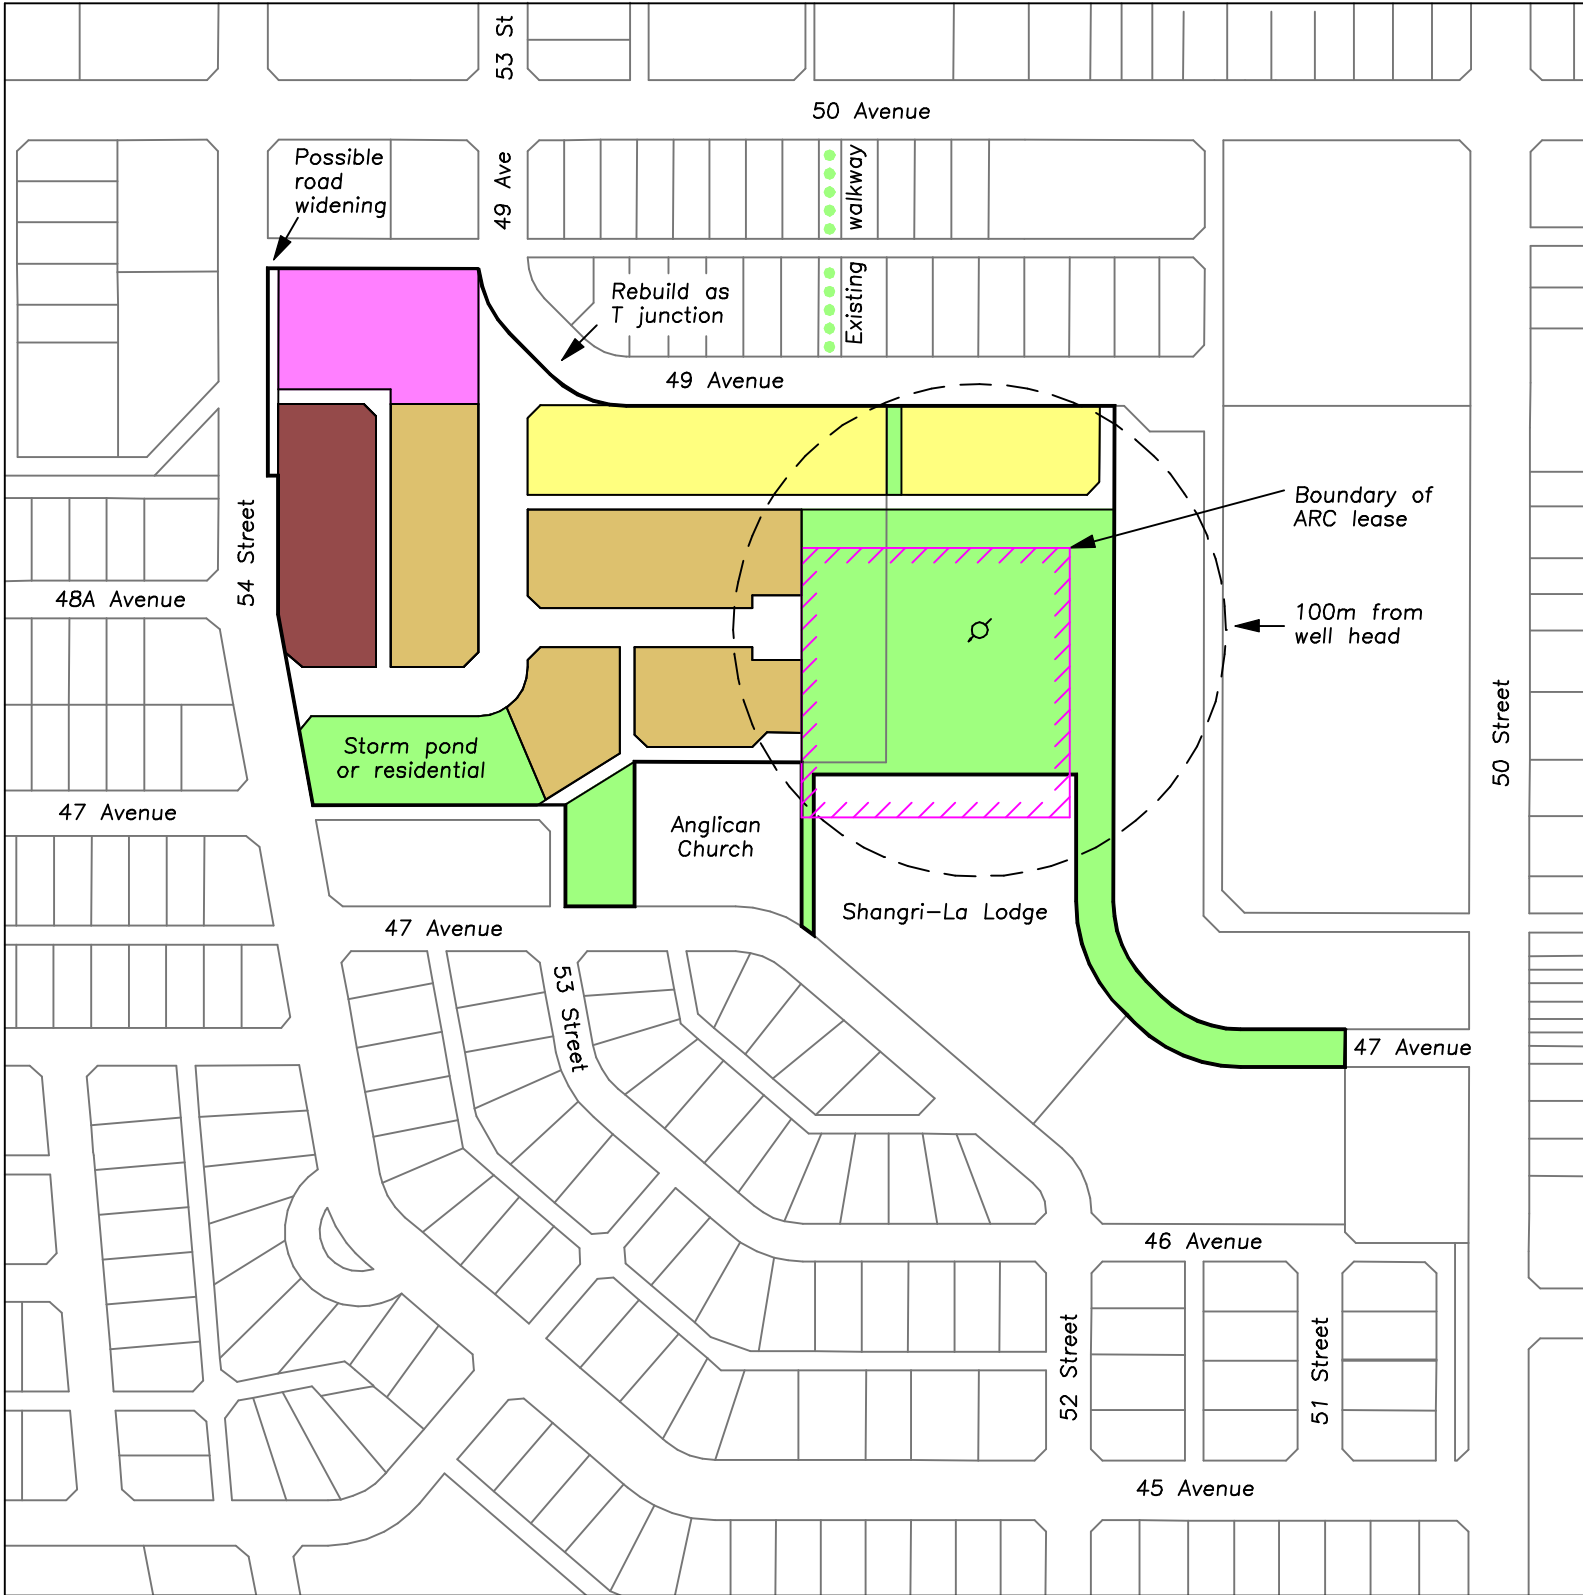 53 St
50 Avenue
Possible
road
widening
49 Ave
walkway
Existing
Rebuild as
T junction
49 Avenue
Boundary of
ARC lease
54 Street
48A Avenue
100m from
well head
50 Street
Storm pond
or residential
47 Avenue
Anglican
Church
Shangri-La Lodge
47 Avenue
53 Street
47 Avenue
46 Avenue
52 Street
51 Street
45 Avenue